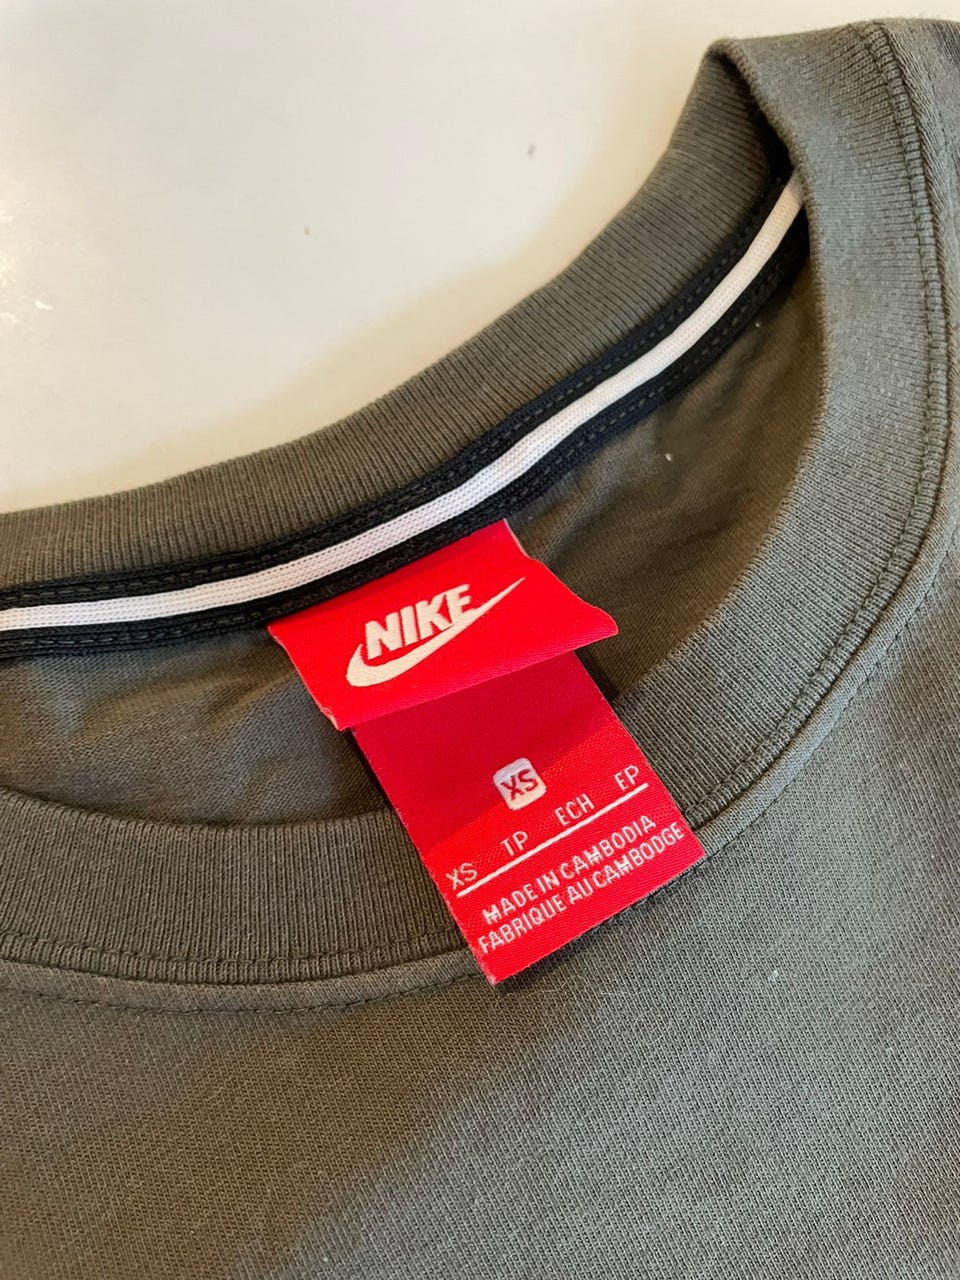 NIKE
XS
XS TP ECH EP
MADE IN CAMBODIA
FABRIQUE AU CAMBODGE